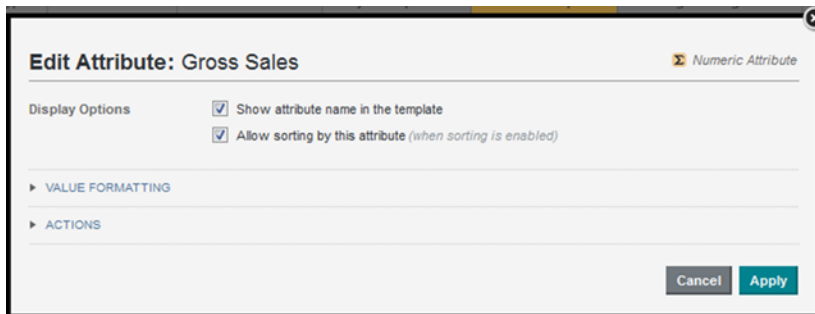 Edit Attribute: Gross Sales
Σ Numeric Attribute
Display Options
Show attribute name in the template
Allow sorting by this attribute (when sorting is enabled)
VALUE FORMATTING
ACTIONS
Cancel Apply